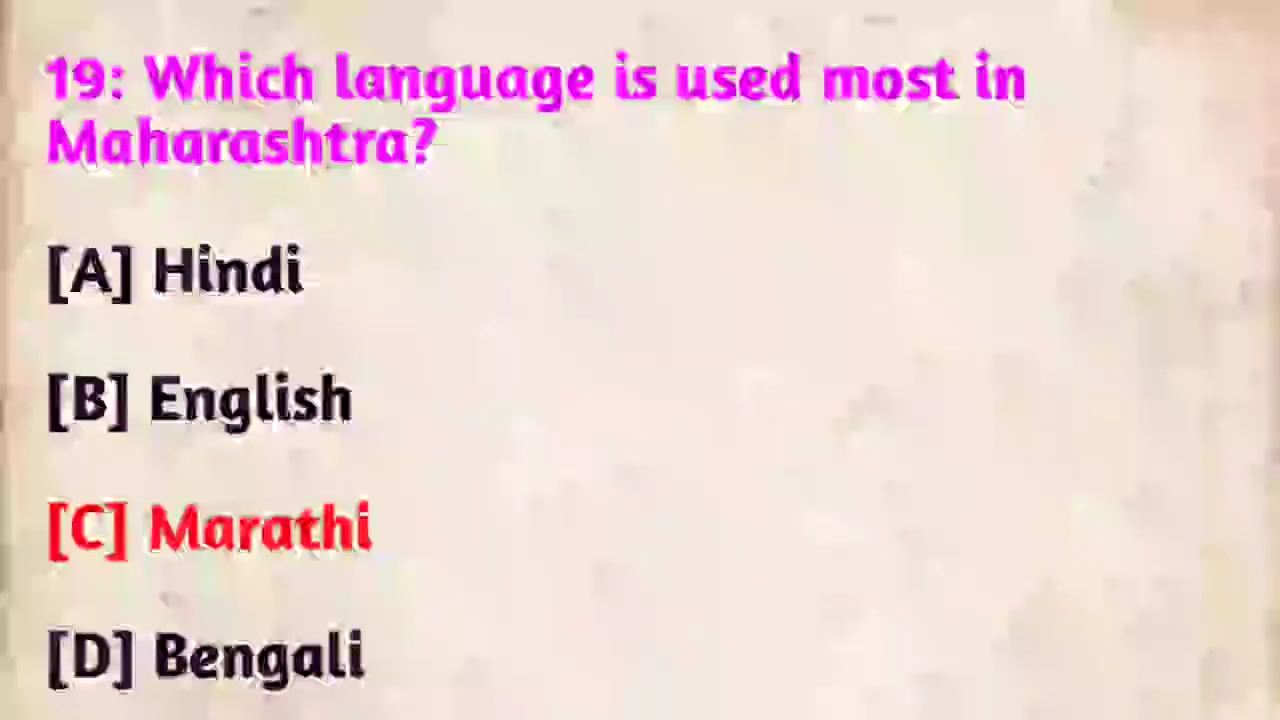 19: Which language is used most in
Maharashtra?
[A] Hindi
[B] English
[C] Marathi
[D] Bengali